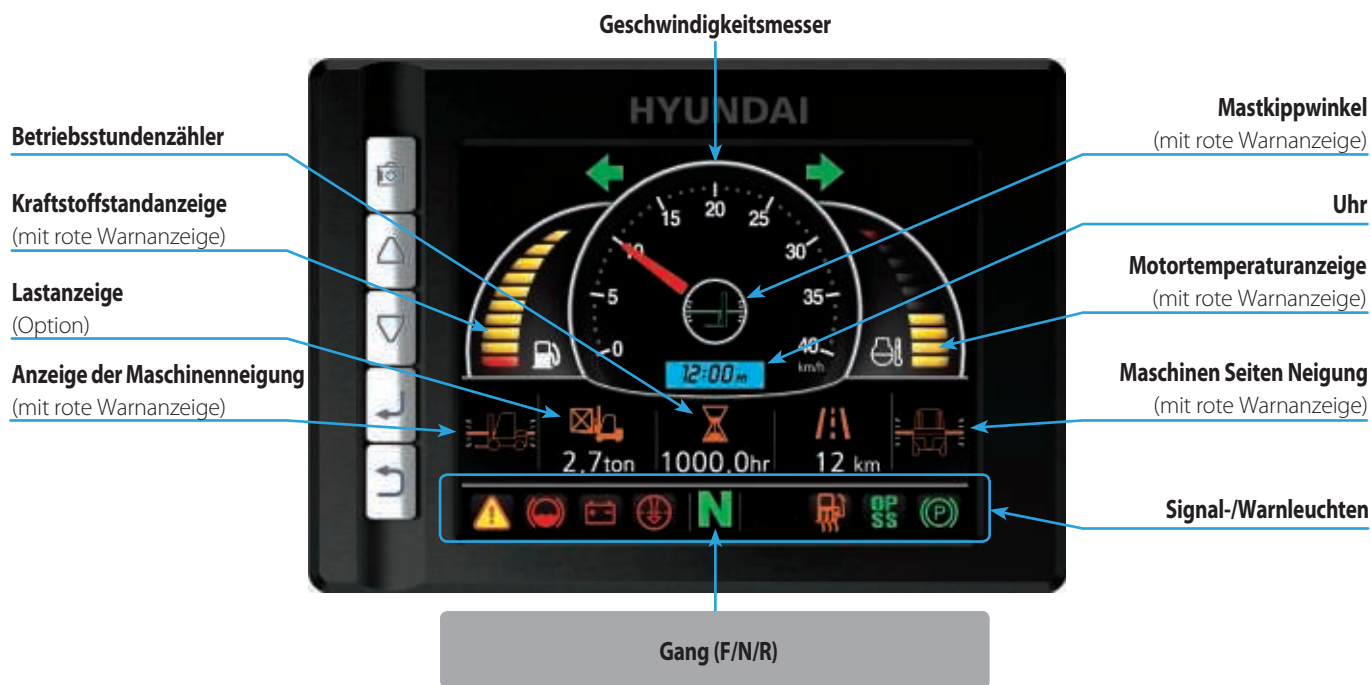 Geschwindigkeitsmesser
HYUNDAI
Betriebsstundenzähler
Kraftstoffstandanzeige
(mit rote Warnanzeige)
Lastanzeige
(Option)
Anzeige der Maschinenneigung
(mit rote Warnanzeige)
Mastkippwinkel
(mit rote Warnanzeige)
Uhr
Motortemperaturanzeige
(mit rote Warnanzeige)
Maschinen Seiten Neigung
(mit rote Warnanzeige)
Signal-/Warnleuchten
0
5
10
15
20
25
30
35
40
km/h
12:00
2.7ton
1000.0hr
12 km
N
OP
SS
P
Gang (F/N/R)